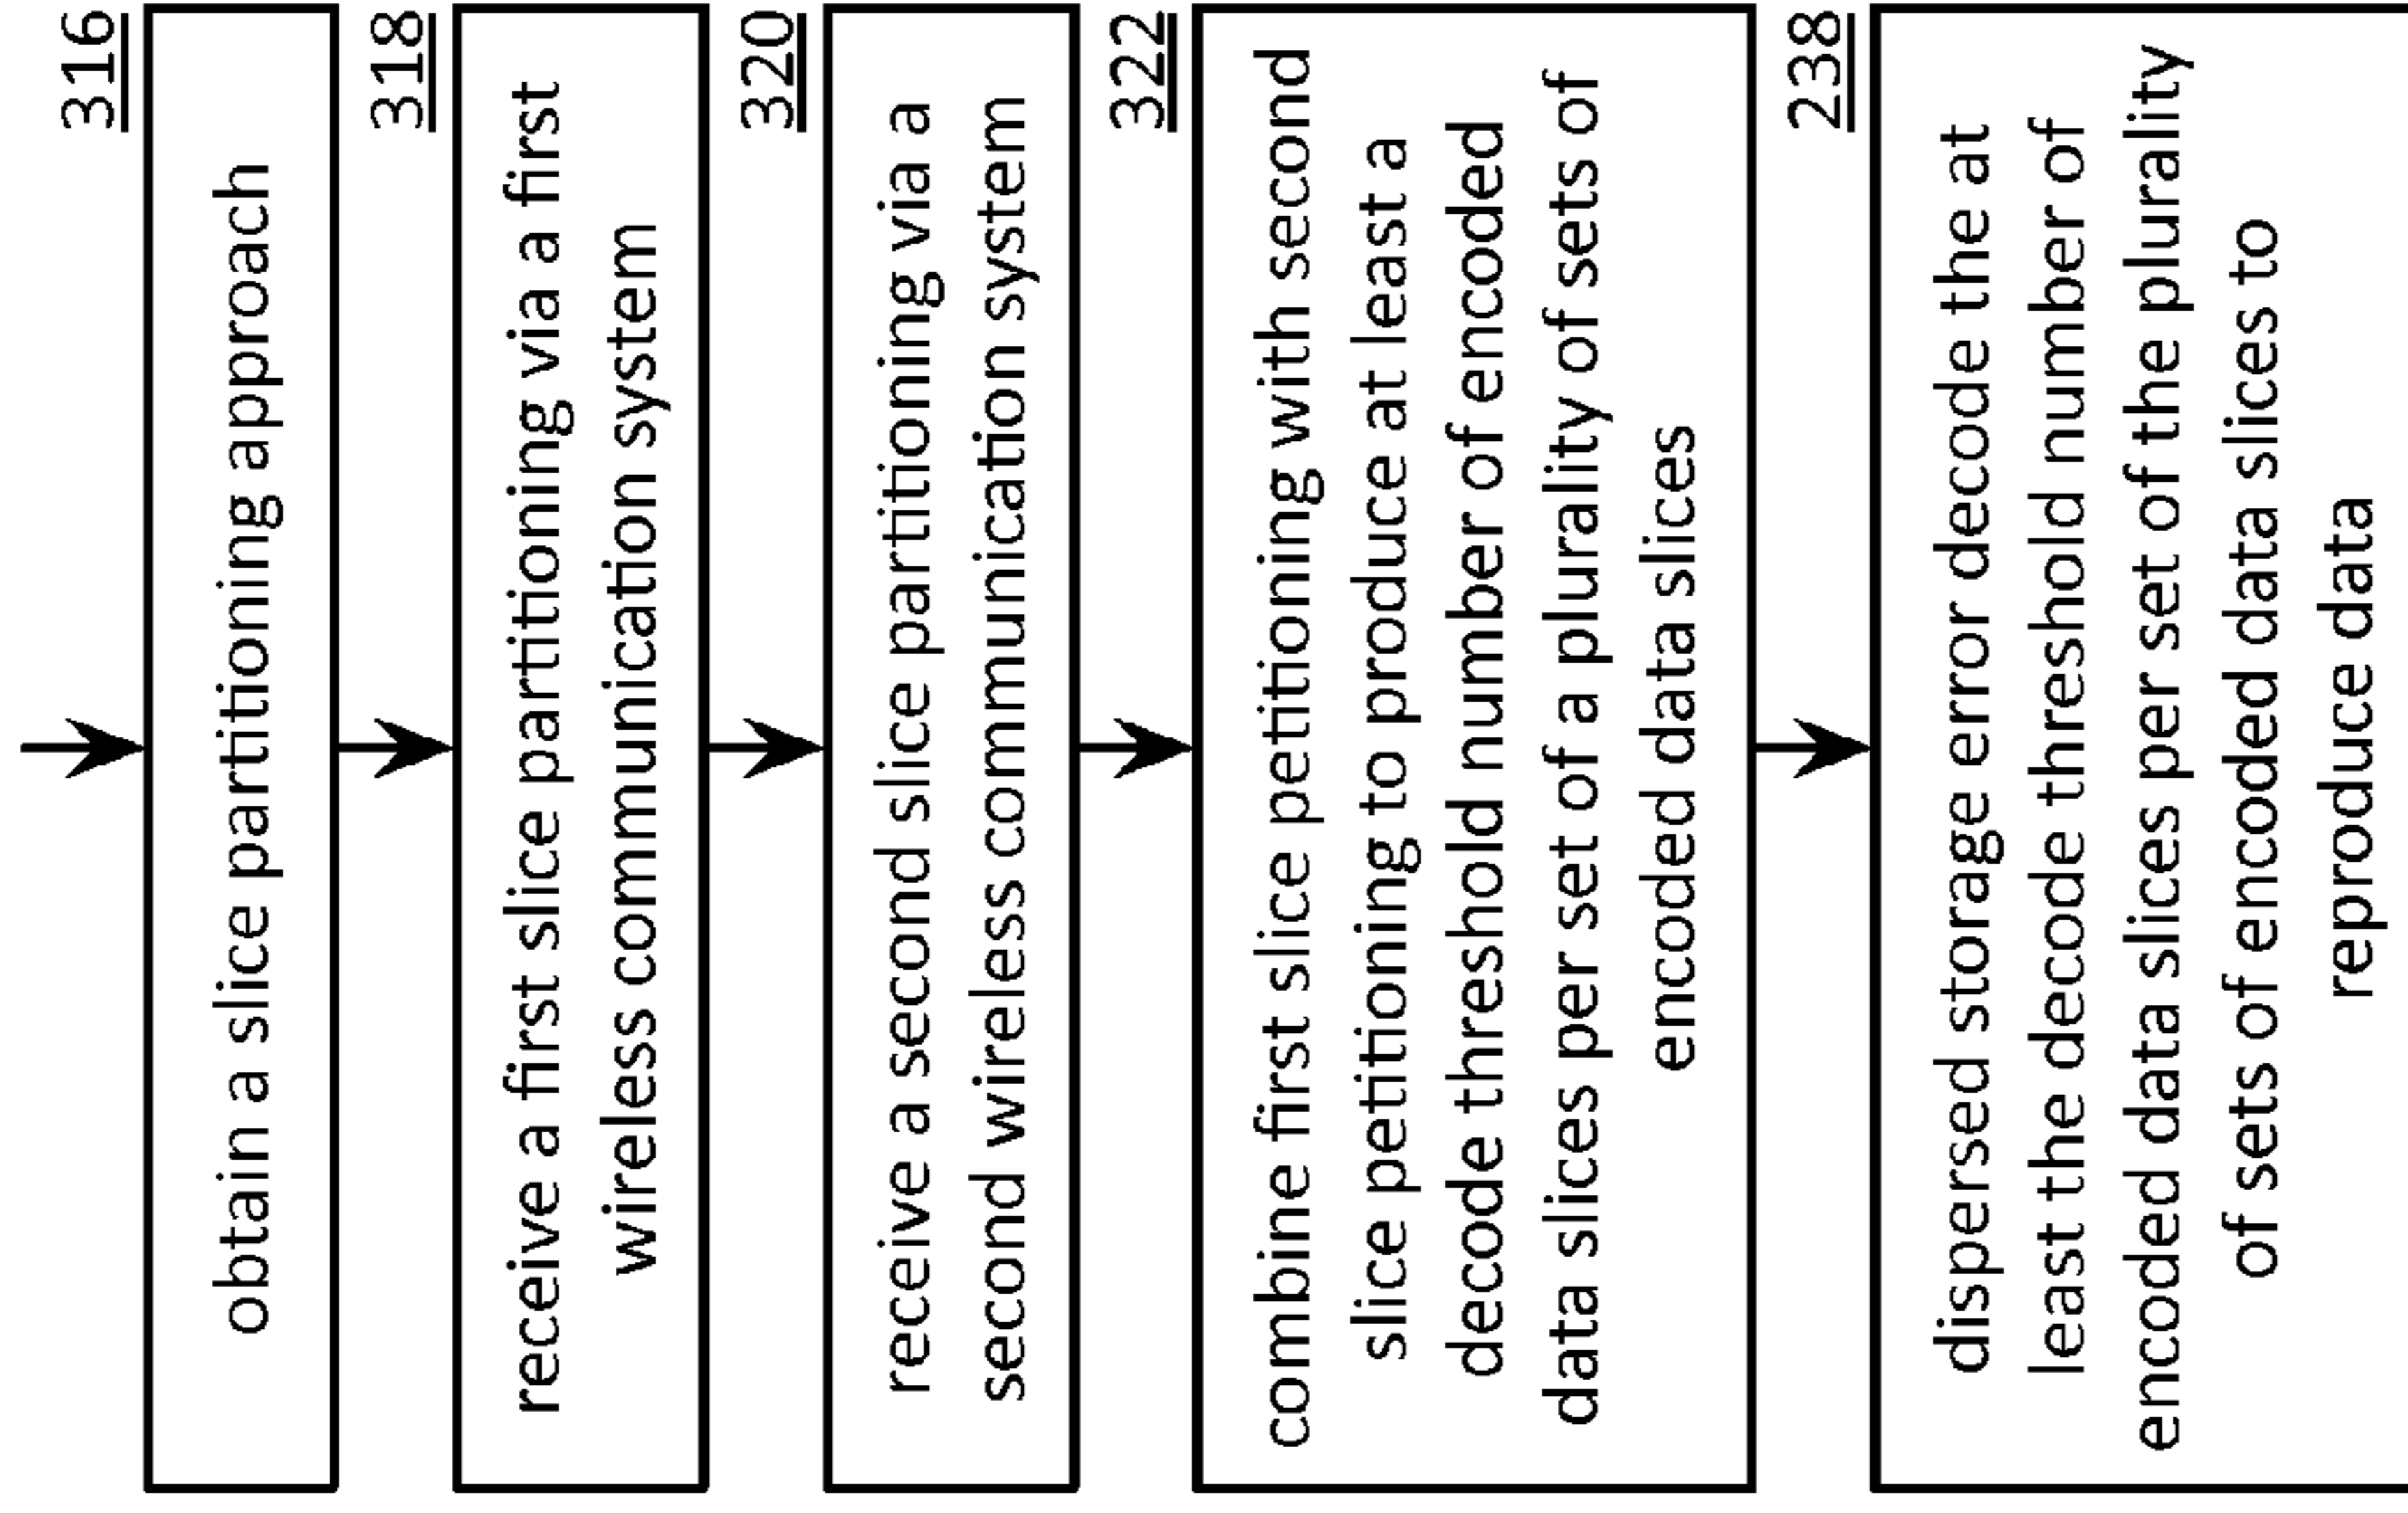 316
obtain a slice partitioning approach
318
receive a first slice partitioning via a first
wireless communication system
320
receive a second slice partitioning via a
second wireless communication system
322
combine first slice petitioning with second
slice petitioning to produce at least a
decode threshold number of encoded
data slices per set of a plurality of sets of
encoded data slices
238
dispersed storage error decode the at
least the decode threshold number of
encoded data slices per set of the plurality
of sets of encoded data slices to
reproduce data